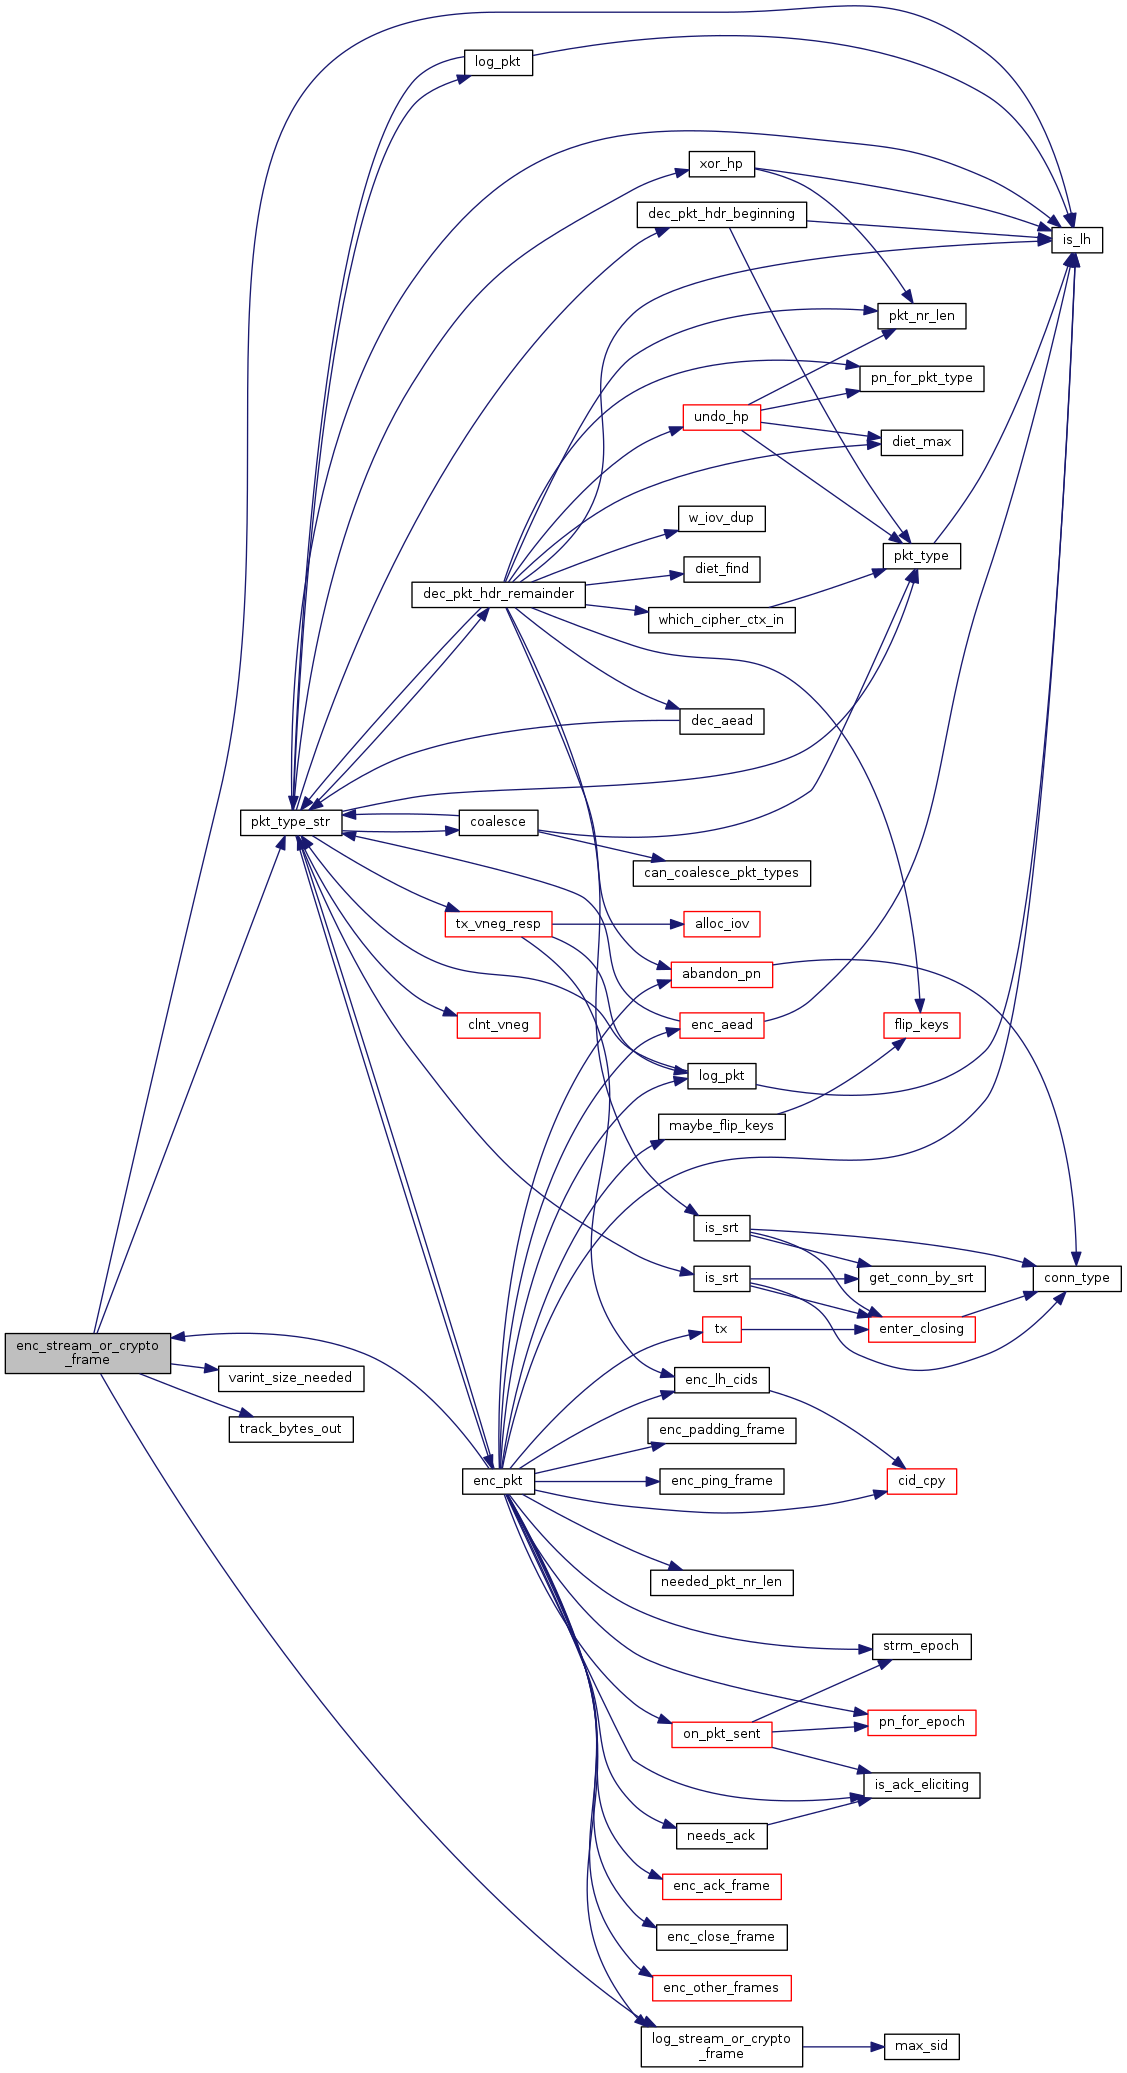 log_pkt
xor_hp
dec_pkt_hdr_beginning
is_lh
pkt_nr_len
pn_for_pkt_type
undo_hp
diet_max
w_iov_dup
pkt_type
diet_find
dec_pkt_hdr_remainder
which_cipher_ctx_in
dec_aead
pkt_type_str
coalesce
can_coalesce_pkt_types
tx_vneg_resp
alloc_iov
abandon_pn
clnt_vneg
enc_aead
flip_keys
log_pkt
maybe_flip_keys
is_srt
is_srt
get_conn_by_srt
conn_type
tx
enter_closing
enc_stream_or_crypto
_frame
varint_size_needed
enc_lh_cids
track_bytes_out
enc_padding_frame
enc_pkt
enc_ping_frame
cid_cpy
needed_pkt_nr_len
strm_epoch
on_pkt_sent
pn_for_epoch
is_ack_eliciting
needs_ack
enc_ack_frame
enc_close_frame
enc_other_frames
log_stream_or_crypto
_frame
max_sid